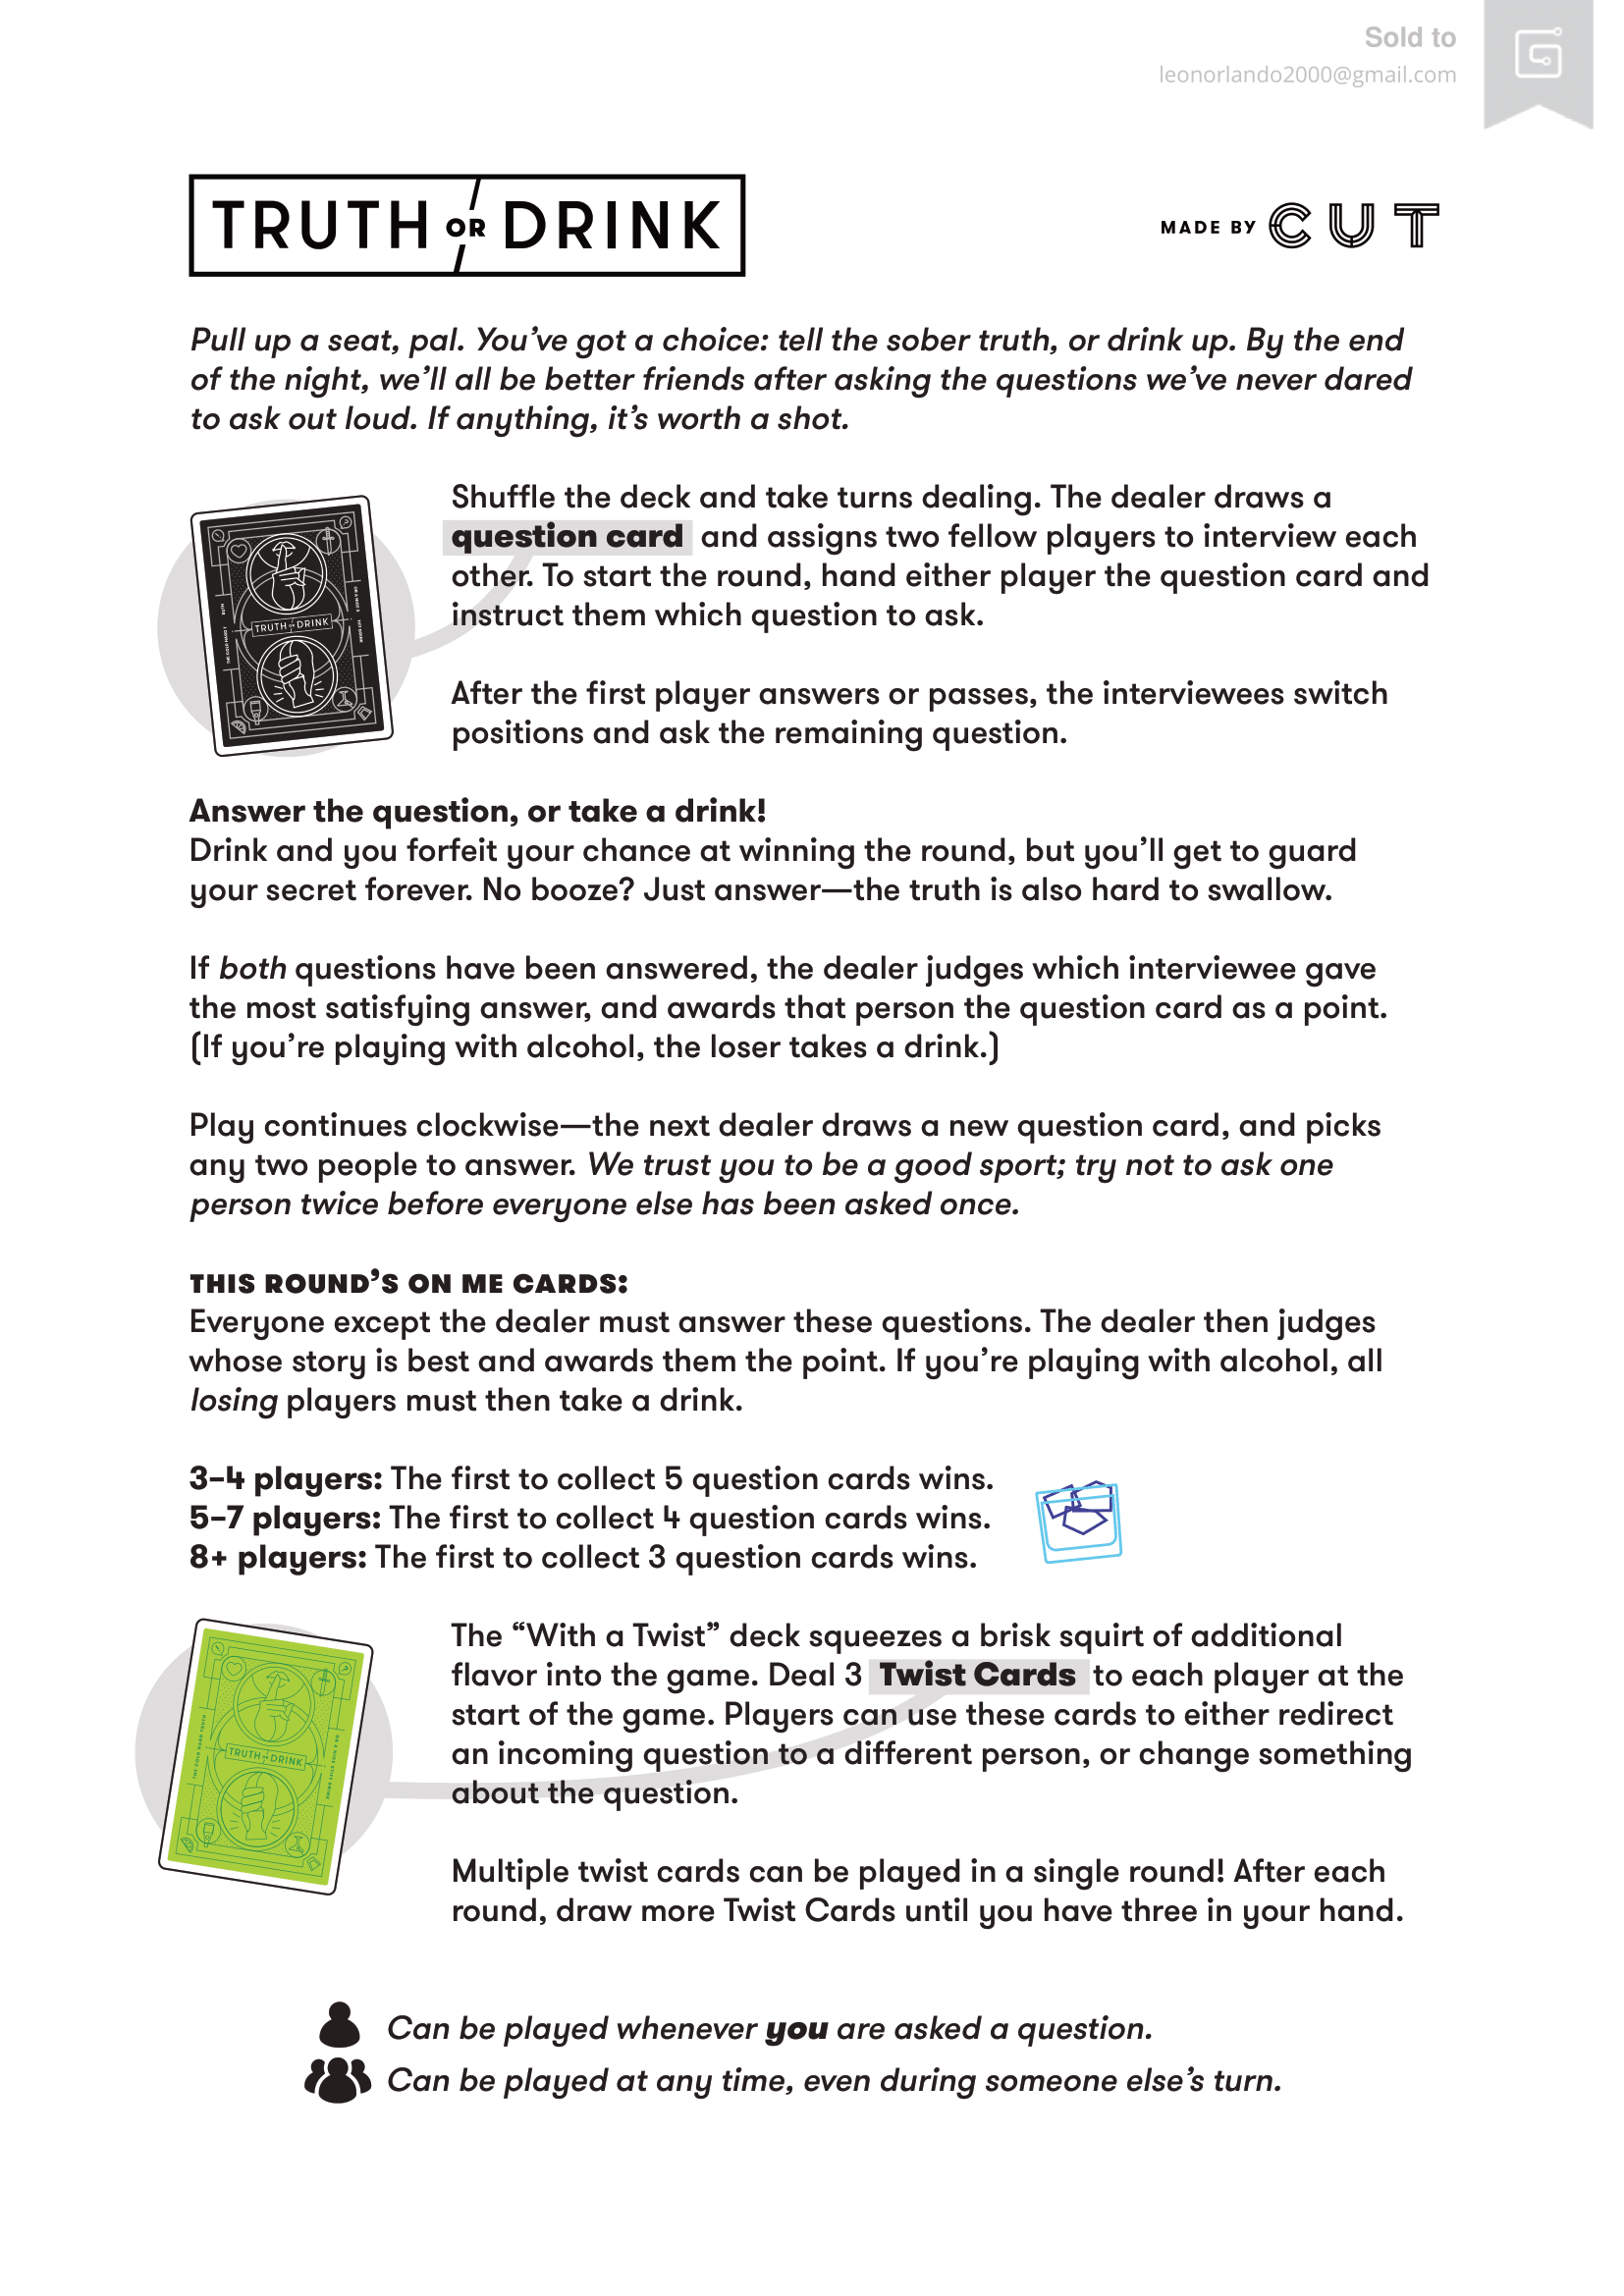 Sold to
leonorlando2000@gmail.com
TRUTH OR DRINK
MADE BY CUT
Pull up a seat, pal. You’ve got a choice: tell the sober truth, or drink up. By the end
of the night, we’ll all be better friends after asking the questions we’ve never dared
to ask out loud. If anything, it’s worth a shot.
Shuffle the deck and take turns dealing. The dealer draws a
question card and assigns two fellow players to interview each
other. To start the round, hand either player the question card and
instruct them which question to ask.
TRUTH OR DRINK
After the first player answers or passes, the interviewees switch
positions and ask the remaining question.
Answer the question, or take a drink!
Drink and you forfeit your chance at winning the round, but you’ll get to guard
your secret forever. No booze? Just answer—the truth is also hard to swallow.
If both questions have been answered, the dealer judges which interviewee gave
the most satisfying answer, and awards that person the question card as a point.
(If you’re playing with alcohol, the loser takes a drink.)
Play continues clockwise—the next dealer draws a new question card, and picks
any two people to answer. We trust you to be a good sport; try not to ask one
person twice before everyone else has been asked once.
THIS ROUND’S ON ME CARDS:
Everyone except the dealer must answer these questions. The dealer then judges
whose story is best and awards them the point. If you’re playing with alcohol, all
losing players must then take a drink.
3–4 players: The first to collect 5 question cards wins.
5–7 players: The first to collect 4 question cards wins.
8+ players: The first to collect 3 question cards wins.
The “With a Twist” deck squeezes a brisk squirt of additional
flavor into the game. Deal 3 Twist Cards to each player at the
start of the game. Players can use these cards to either redirect
an incoming question to a different person, or change something
about the question.
TRUTH OR DRINK
Multiple twist cards can be played in a single round! After each
round, draw more Twist Cards until you have three in your hand.
Can be played whenever you are asked a question.
Can be played at any time, even during someone else’s turn.